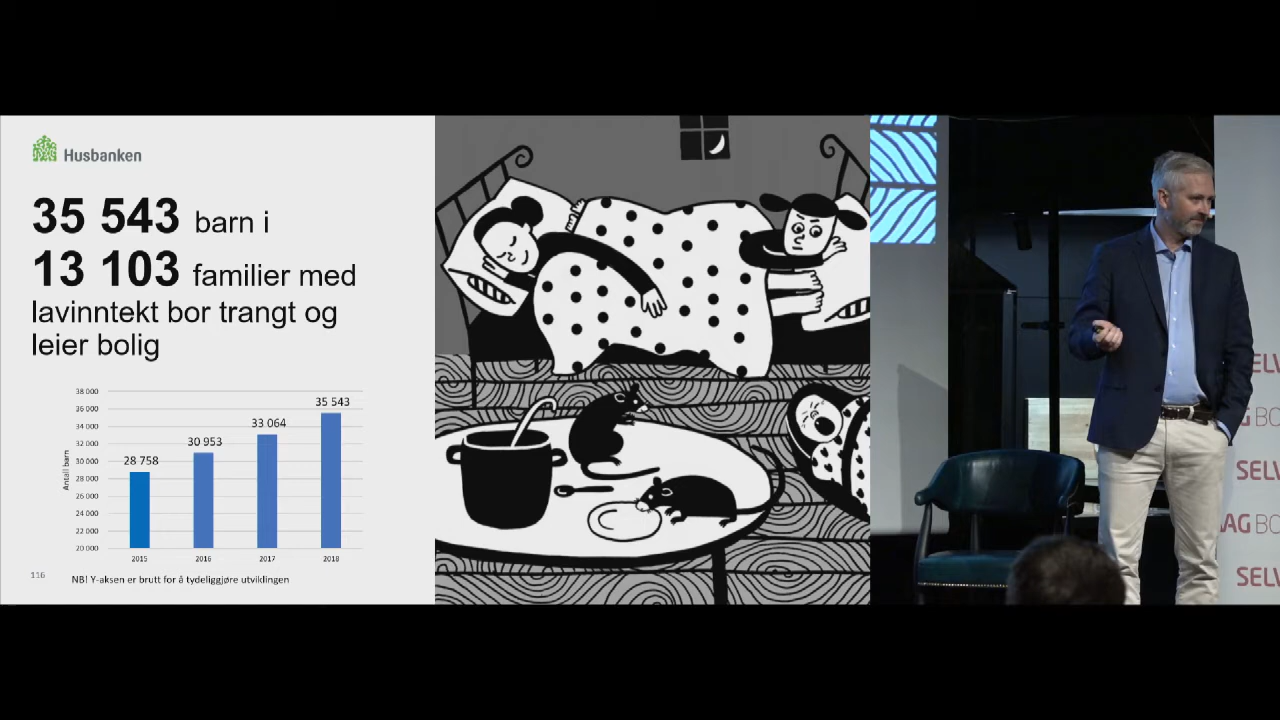 Husbanken
35 543 barn i
13 103 familier med
lavinntekt bor trangt og
leier bolig
38 000
36 000
34 000
32 000
30 000
28 000
26 000
24 000
22 000
20 000
Antall barn
28 758
30 953
33 064
35 543
2015
2016
2017
2018
116
NB! Y-aksen er brutt for å tydeliggjøre utviklingen
ELV
G BO
SELV
AG BO
SELV